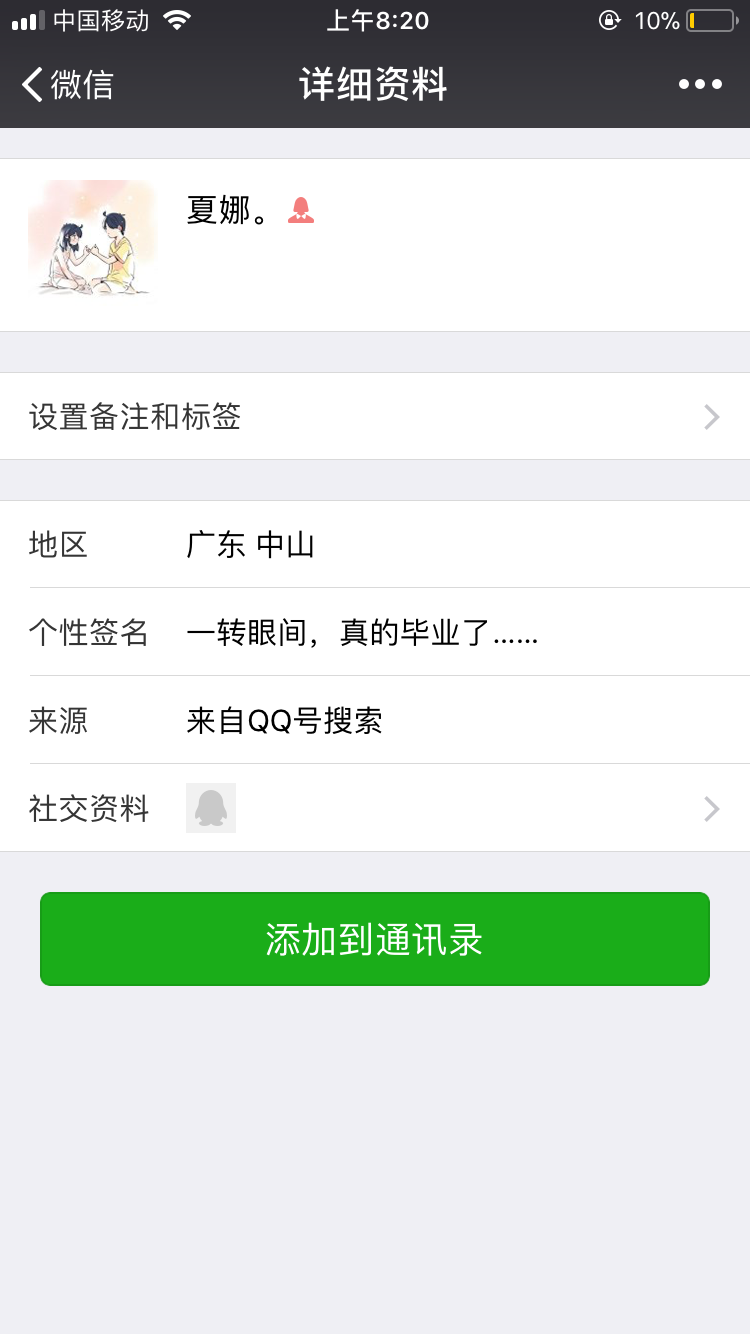 中国移动 上午8:20 10%
微信 详细资料
夏娜。
设置备注和标签
地区 广东 中山
个性签名 一转眼间，真的毕业了……
来源 来自QQ号搜索
社交资料
添加到通讯录